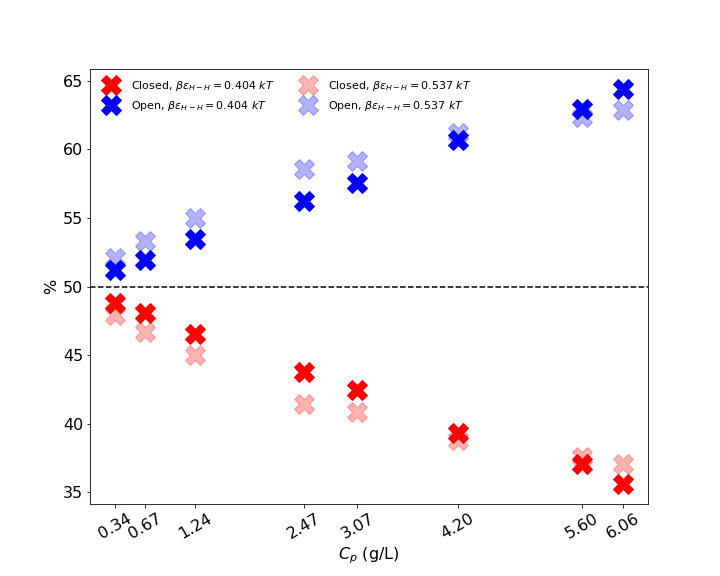 Closed, βε_{H−H} = 0.404 kT
Open, βε_{H−H} = 0.404 kT
Closed, βε_{H−H} = 0.537 kT
Open, βε_{H−H} = 0.537 kT
65
60
55
50
45
40
35
%
0.34 0.67 1.24 2.47 3.07 4.20 5.60 6.06
C_p (g/L)